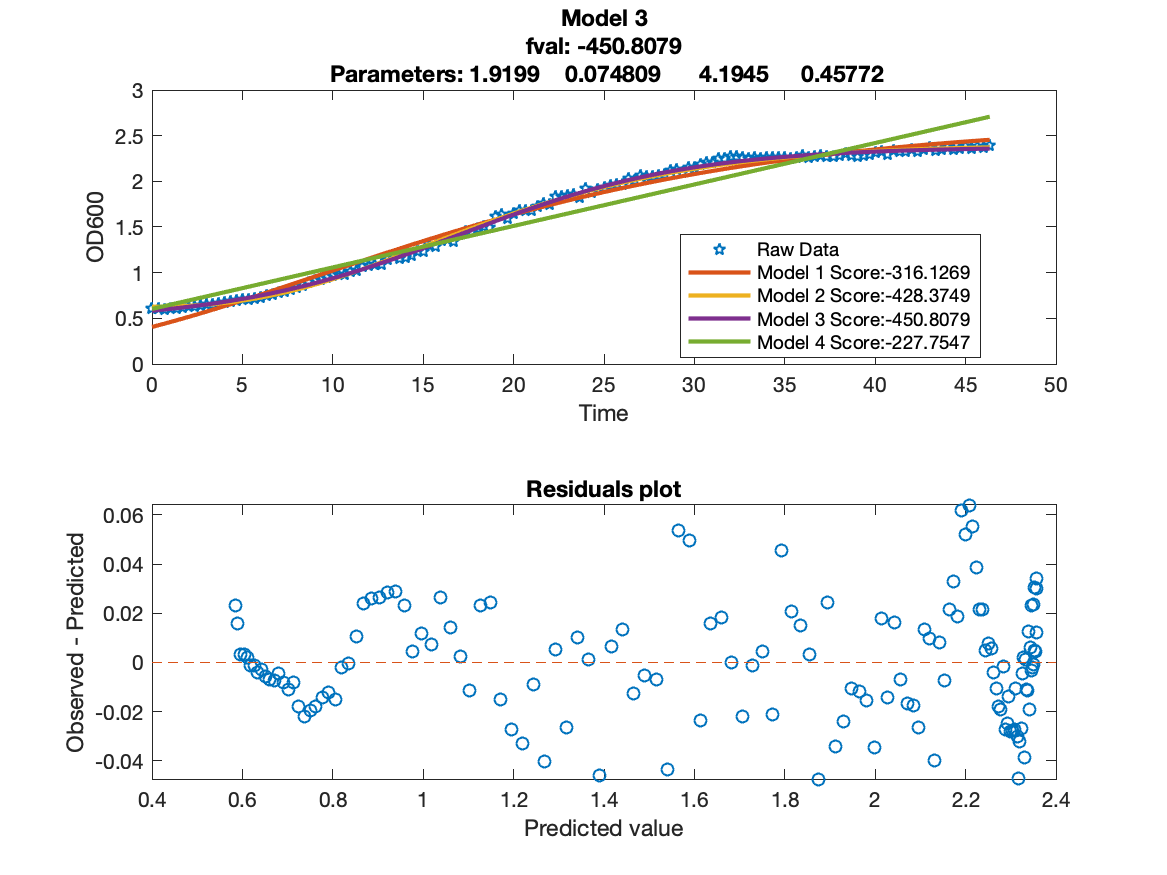 Model 3
fval: -450.8079
Parameters: 1.9199 0.074809 4.1945 0.45772
3
2.5
2
1.5
1
0.5
0
OD600
Raw Data
Model 1 Score:-316.1269
Model 2 Score:-428.3749
Model 3 Score:-450.8079
Model 4 Score:-227.7547
0 5 10 15 20 25 30 35 40 45 50
Time
Residuals plot
0.06
0.04
0.02
0
-0.02
-0.04
Observed - Predicted
0.4 0.6 0.8 1 1.2 1.4 1.6 1.8 2 2.2 2.4
Predicted value